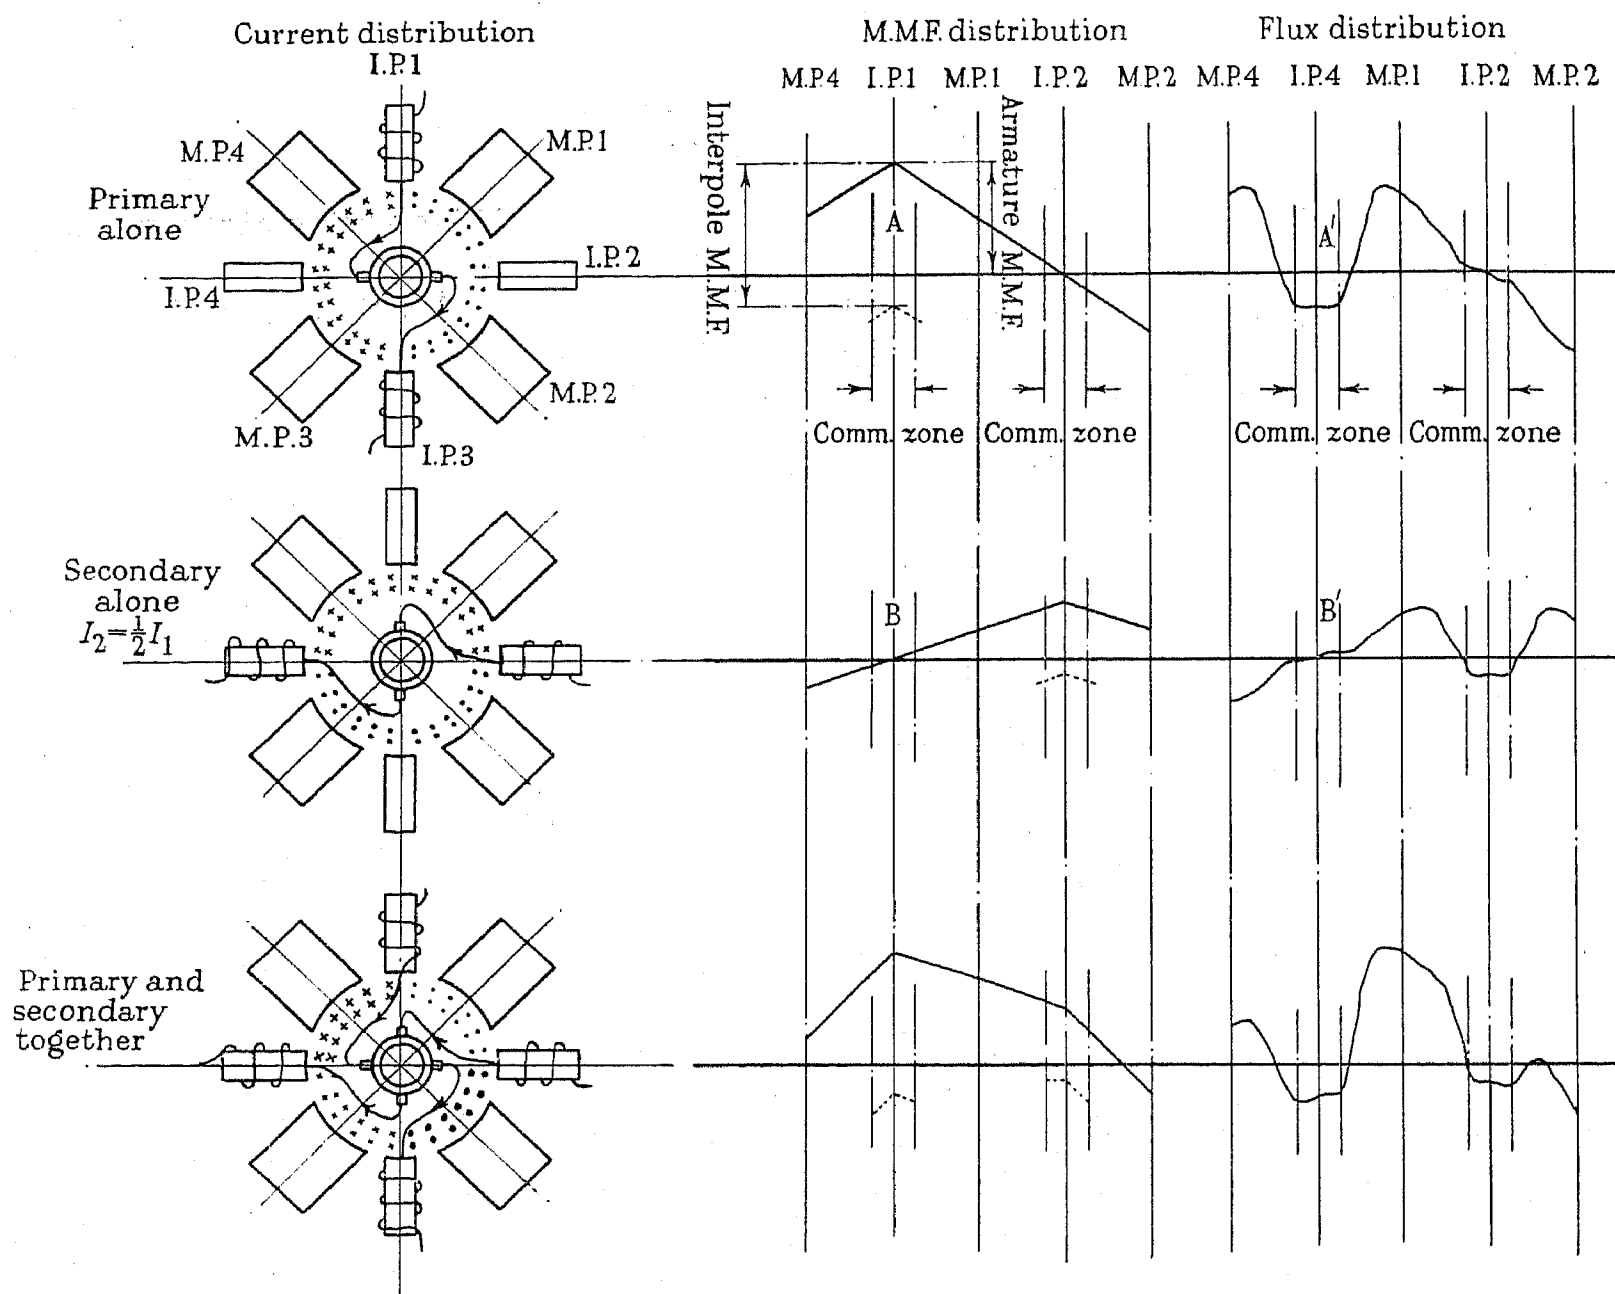 Current distribution
M.M.F. distribution
Flux distribution
I.P.1
M.P.4 I.P.1 M.P.1 I.P.2 M.P.2
M.P.4 I.P.4 M.P.1 I.P.2 M.P.2
M.P.4
M.P.1
Primary
alone
I.P.2
I.P.4
M.P.2
M.P.3
I.P.3
Interpole M.M.F.
Armature M.M.F.
A
A′
Comm. zone
Comm. zone
Comm. zone
Comm. zone
Secondary
alone
I₂=½I₁
B
B′
Primary and
secondary
together